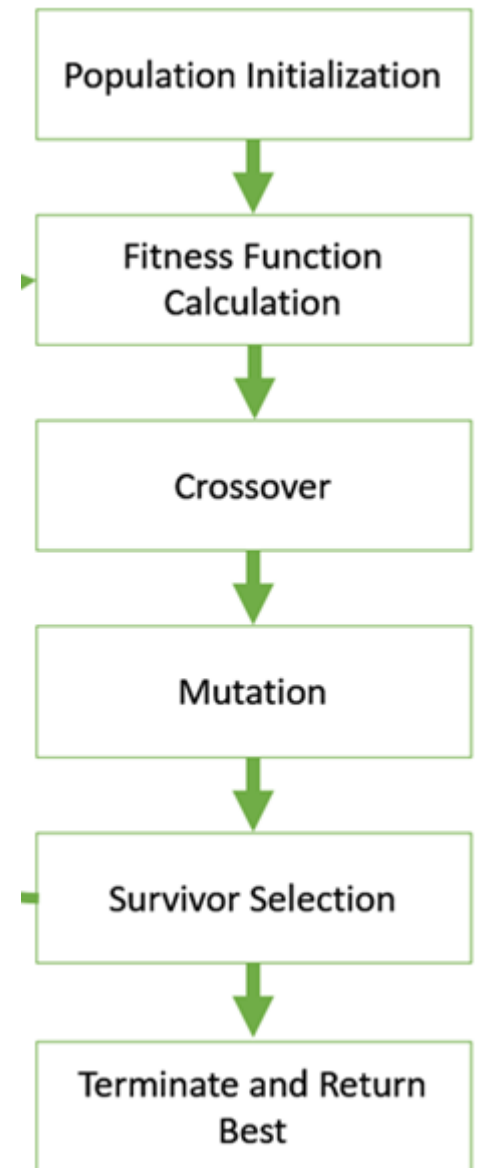 Population Initialization
Fitness Function
Calculation
Crossover
Mutation
Survivor Selection
Terminate and Return
Best